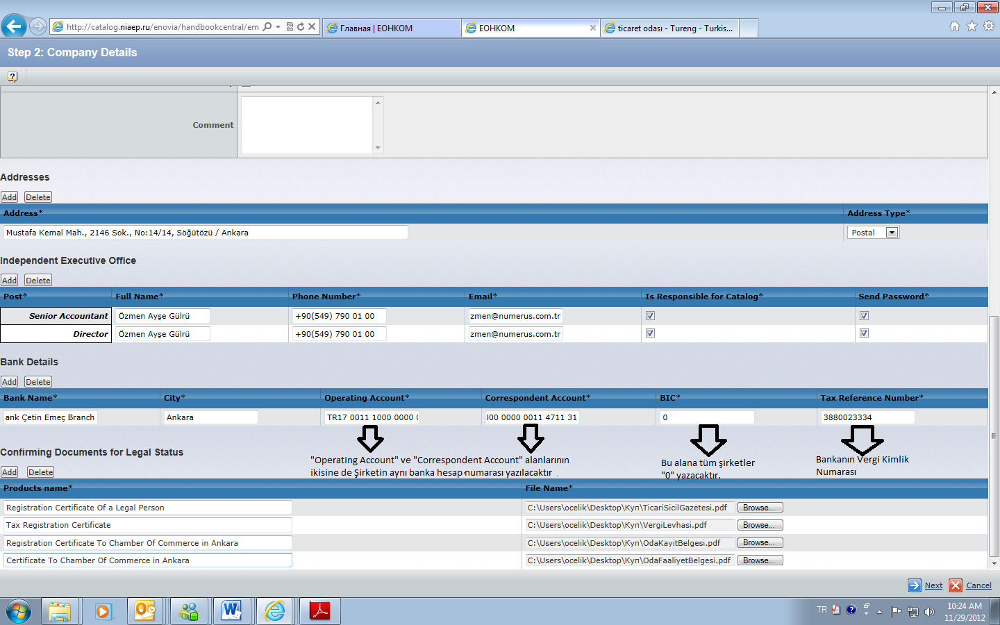 http://catalog.niaep.ru/enovia/handbookcentral/em
Главная | ЕОНКОМ
ЕОНКОМ
ticaret odası - Tureng - Turkis...
Step 2: Company Details
Comment
Addresses
Add Delete
Address* Address Type*
Mustafa Kemal Mah., 2146 Sok., No:14/14, Söğütözü / Ankara Postal
Independent Executive Office
Add Delete
Post* Full Name* Phone Number* Email* Is Responsible for Catalog* Send Password*
Senior Accountant Özmen Ayşe Gülrü +90(549) 790 01 00 zmen@numerus.com.tr
Director Özmen Ayşe Gülrü +90(549) 790 01 00 zmen@numerus.com.tr
Bank Details
Add Delete
Bank Name* City* Operating Account* Correspondent Account* BIC* Tax Reference Number*
ank Çetin Emeç Branch Ankara TR17 0011 1000 0000 000 0000 0011 4711 31 0 3880023334
"Operating Account" ve "Correspondent Account" alanlarının
ikisine de Şirketin aynı banka hesap numarası yazılacaktır .
Bu alana tüm şirketler
"0" yazacaktır.
Bankanın Vergi Kimlik
Numarası
Confirming Documents for Legal Status
Add Delete
Products name* File Name*
Registration Certificate Of a Legal Person C:\Users\ocelik\Desktop\Kyn\TicariSicilGazetesi.pdf Browse...
Tax Registration Certificate C:\Users\ocelik\Desktop\Kyn\VergiLevhasi.pdf Browse...
Registration Certificate To Chamber Of Commerce in Ankara C:\Users\ocelik\Desktop\Kyn\OdaKayitBelgesi.pdf Browse...
Certificate To Chamber Of Commerce in Ankara C:\Users\ocelik\Desktop\Kyn\OdaFaaliyetBelgesi.pdf Browse...
Next Cancel
TR
10:24 AM
11/29/2012